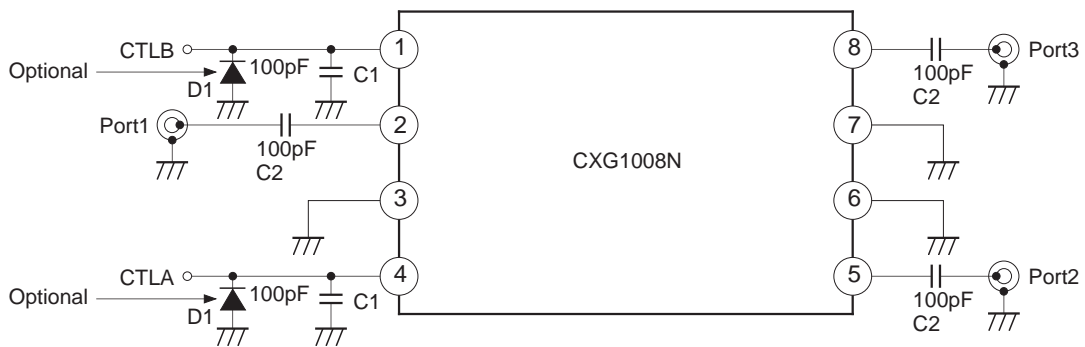 CTLB
Optional
D1
100pF
C1
1
Port1
100pF
C2
2
3
CTLA
Optional
D1
100pF
C1
4
CXG1008N
8
100pF
C2
Port3
7
6
5
100pF
C2
Port2